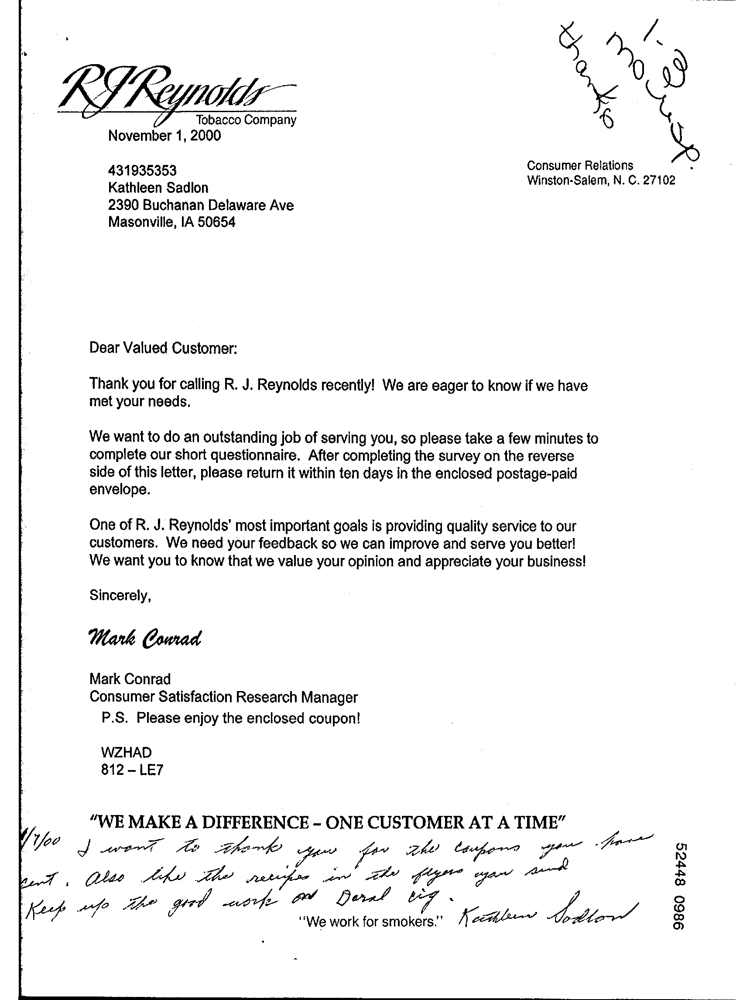 thanks
RJReynolds
Tobacco Company
November 1, 2000
431935353
Kathleen Sadlon
2390 Buchanan Delaware Ave
Masonville, IA 50654
Consumer Relations
Winston-Salem, N. C. 27102
Dear Valued Customer:
Thank you for calling R. J. Reynolds recently!  We are eager to know if we have
met your needs.
We want to do an outstanding job of serving you, so please take a few minutes to
complete our short questionnaire.  After completing the survey on the reverse
side of this letter, please return it within ten days in the enclosed postage-paid
envelope.
One of R. J. Reynolds' most important goals is providing quality service to our
customers.  We need your feedback so we can improve and serve you better!
We want you to know that we value your opinion and appreciate your business!
Sincerely,
Mark Conrad
Mark Conrad
Consumer Satisfaction Research Manager
P.S.  Please enjoy the enclosed coupon!
WZHAD
812 – LE7
"WE MAKE A DIFFERENCE – ONE CUSTOMER AT A TIME"
/7/00 I want to thank you for the coupons you have
cent. Also like the recipes in the flyers you send
Keep up the good work on Doral cig.
"We work for smokers." Kathleen Sadlon
52448 0986